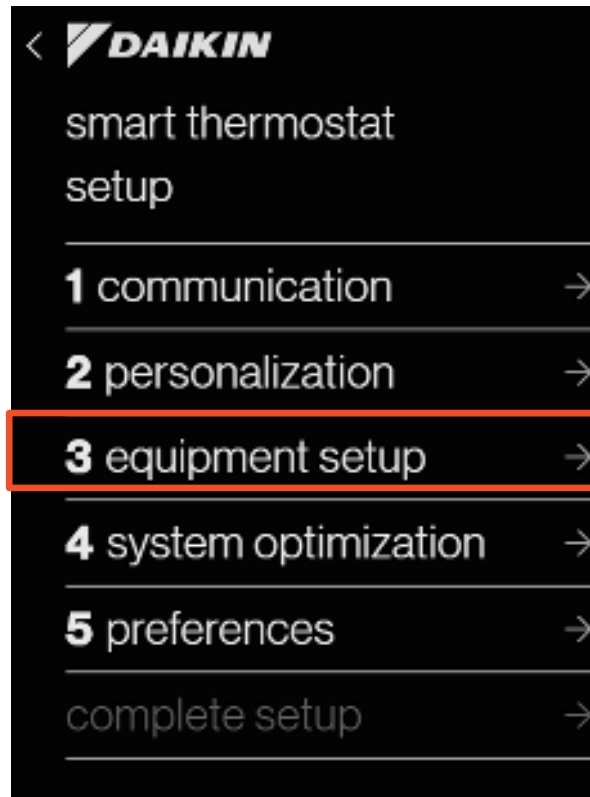 DAIKIN
smart thermostat
setup
1 communication
2 personalization
3 equipment setup
4 system optimization
5 preferences
complete setup